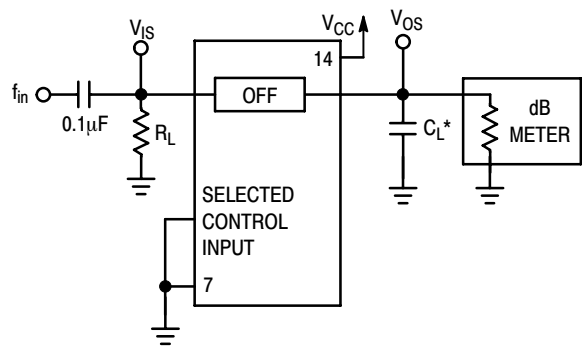 V_IS
V_CC
14
V_OS
f_in
0.1μF
R_L
OFF
C_L*
dB
METER
SELECTED
CONTROL
INPUT
7